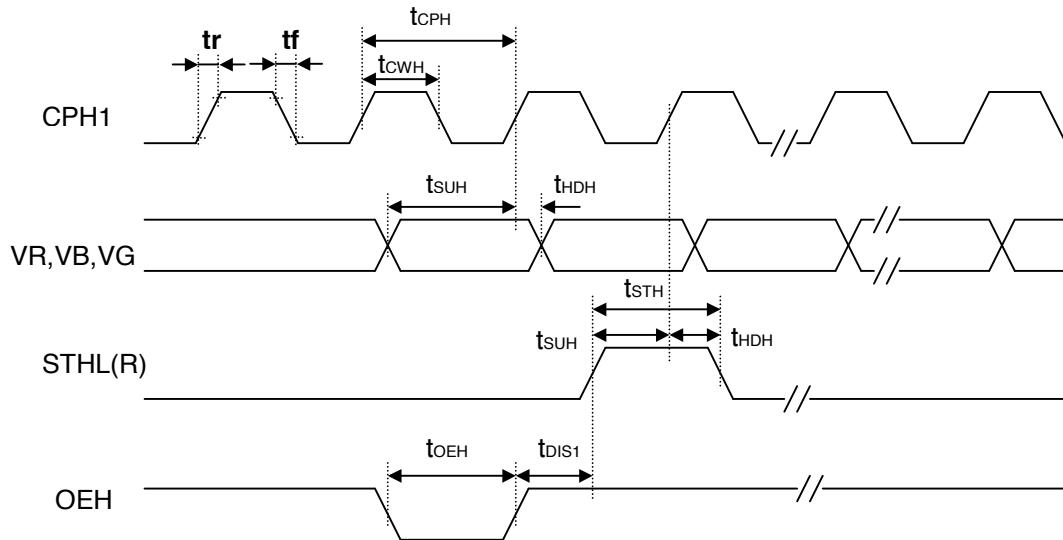 tCPH
tr tf
tCWH
CPH1
tSUH tHDH
VR,VB,VG
tSTH
tSUH tHDH
STHL(R)
tOEH tDIS1
OEH